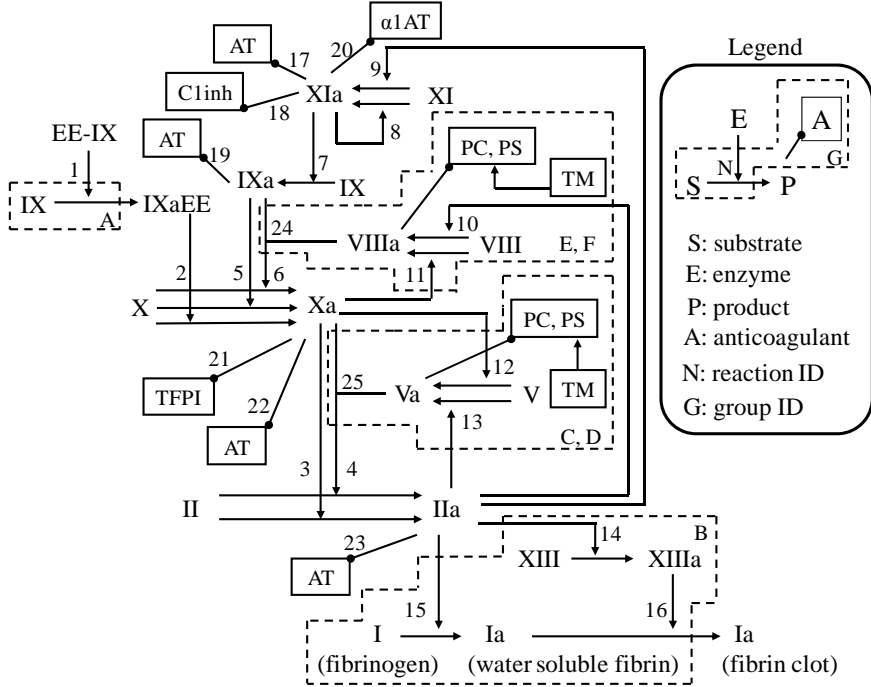 α1AT
AT
20
9
17
Legend
C1inh
18
XIa
XI
8
EE-IX
AT
19
7
PC, PS
E
A
1
IXa
IX
TM
N
G
S
P
IX
A
IXaEE
24
VIIIa
10
VIII
E, F
S: substrate
2
5
6
11
E: enzyme
X
Xa
PC, PS
P: product
A: anticoagulant
21
12
TFPI
22
25
Va
V
TM
N: reaction ID
13
G: group ID
AT
C, D
3
4
II
IIa
14
B
23
XIII
XIIIa
AT
15
16
I
Ia
Ia
(fibrinogen)
(water soluble fibrin)
(fibrin clot)